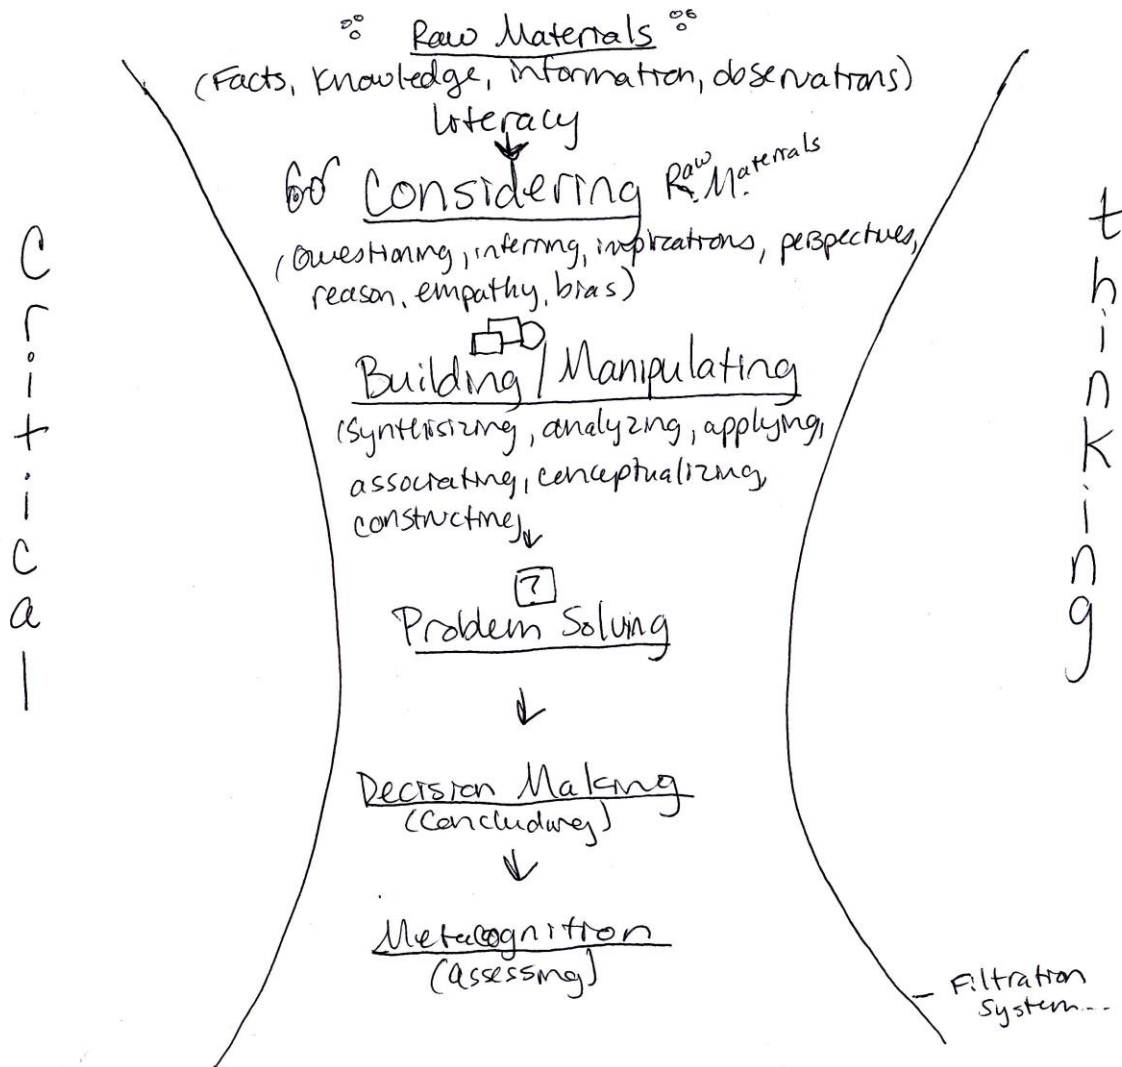 Raw Materials
(Facts, Knowledge, information, observations)
literacy
Considering Raw Materials
(Questioning, inferring, implications, perspectives,
reason, empathy, bias)
Building / Manipulating
(Synthisizing, analyzing, applying,
associating, conceptualizing,
constructing)
?
Problem Solving
Decision Making
(Concluding)
Metacognition
(assessing)
Critical
thinking
Filtration
System...